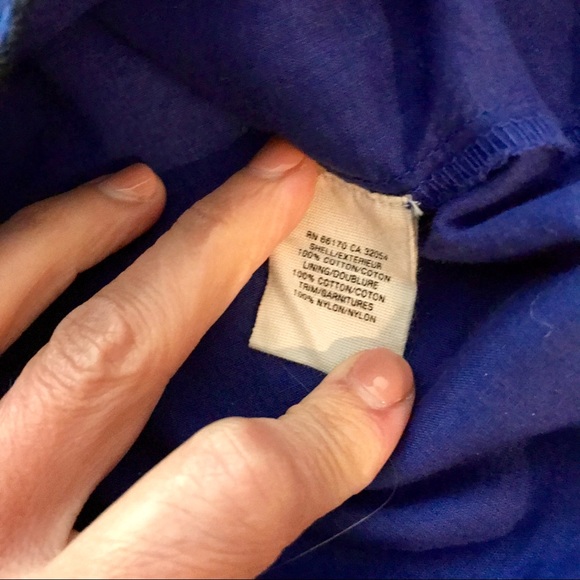 RN 66170 CA 32054
SHELL/EXTERIEUR
100% COTTON/COTON
LINING/DOUBLURE
100% COTTON/COTON
TRIM/GARNITURES
100% NYLON/NYLON